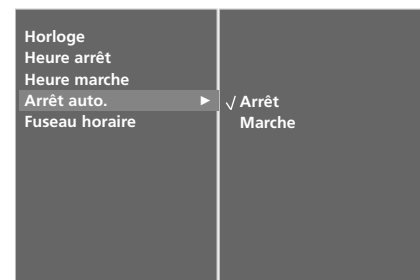 Horloge
Heure arrêt
Heure marche
Arrêt auto. ►
Fuseau horaire
√ Arrêt
Marche